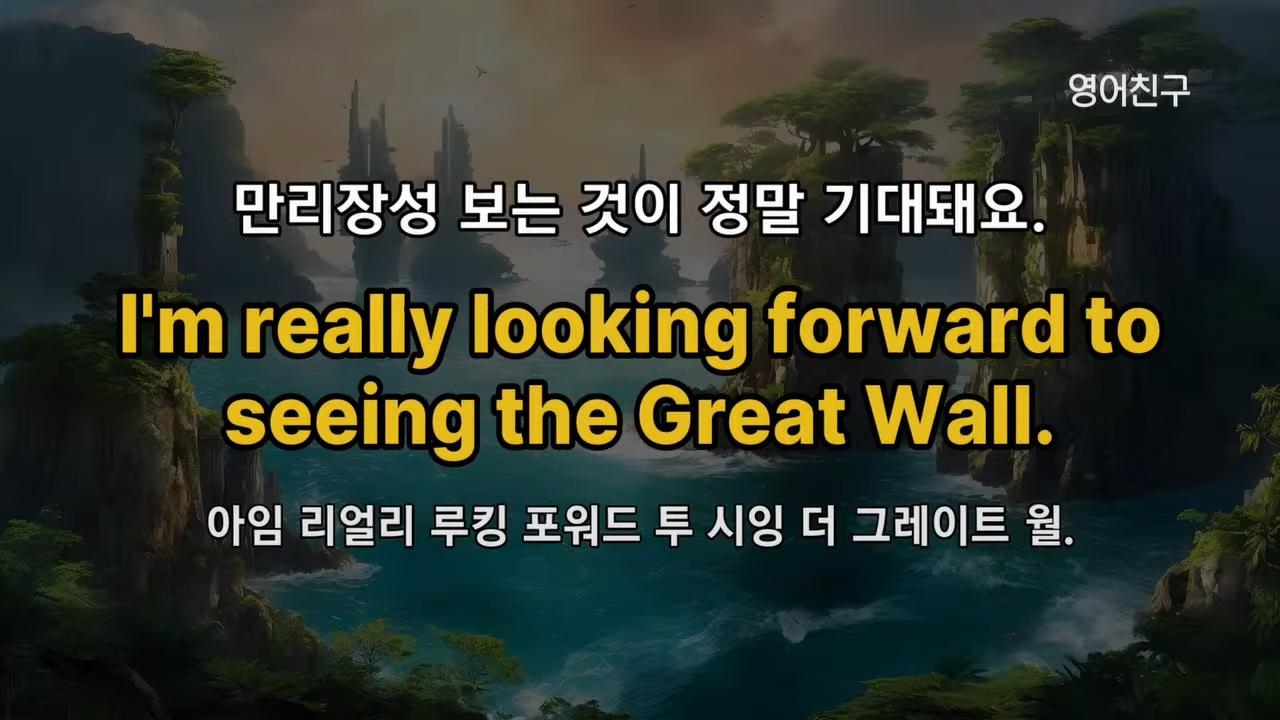 영어친구
만리장성 보는 것이 정말 기대돼요.
I'm really looking forward to
seeing the Great Wall.
아임 리얼리 루킹 포워드 투 시잉 더 그레이트 월.